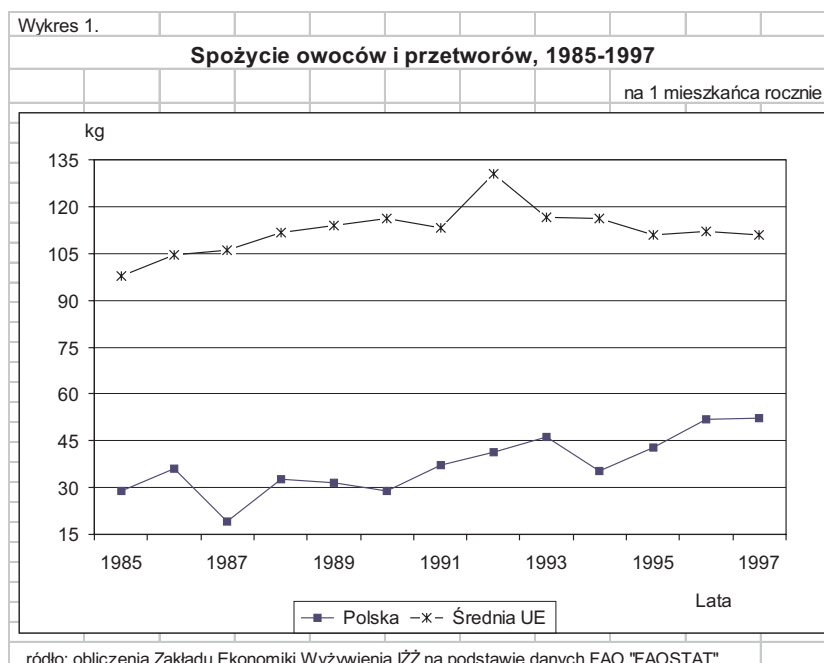 Wykres 1.
Spożycie owoców i przetworów, 1985-1997
na 1 mieszkańca rocznie
kg
135
120
105
90
75
60
45
30
15
1985 1987 1989 1991 1993 1995 1997
Lata
Polska Średnia UE
ródło: obliczenia Zakładu Ekonomiki Wyżywienia IŻŻ na podstawie danych FAO "FAOSTAT"